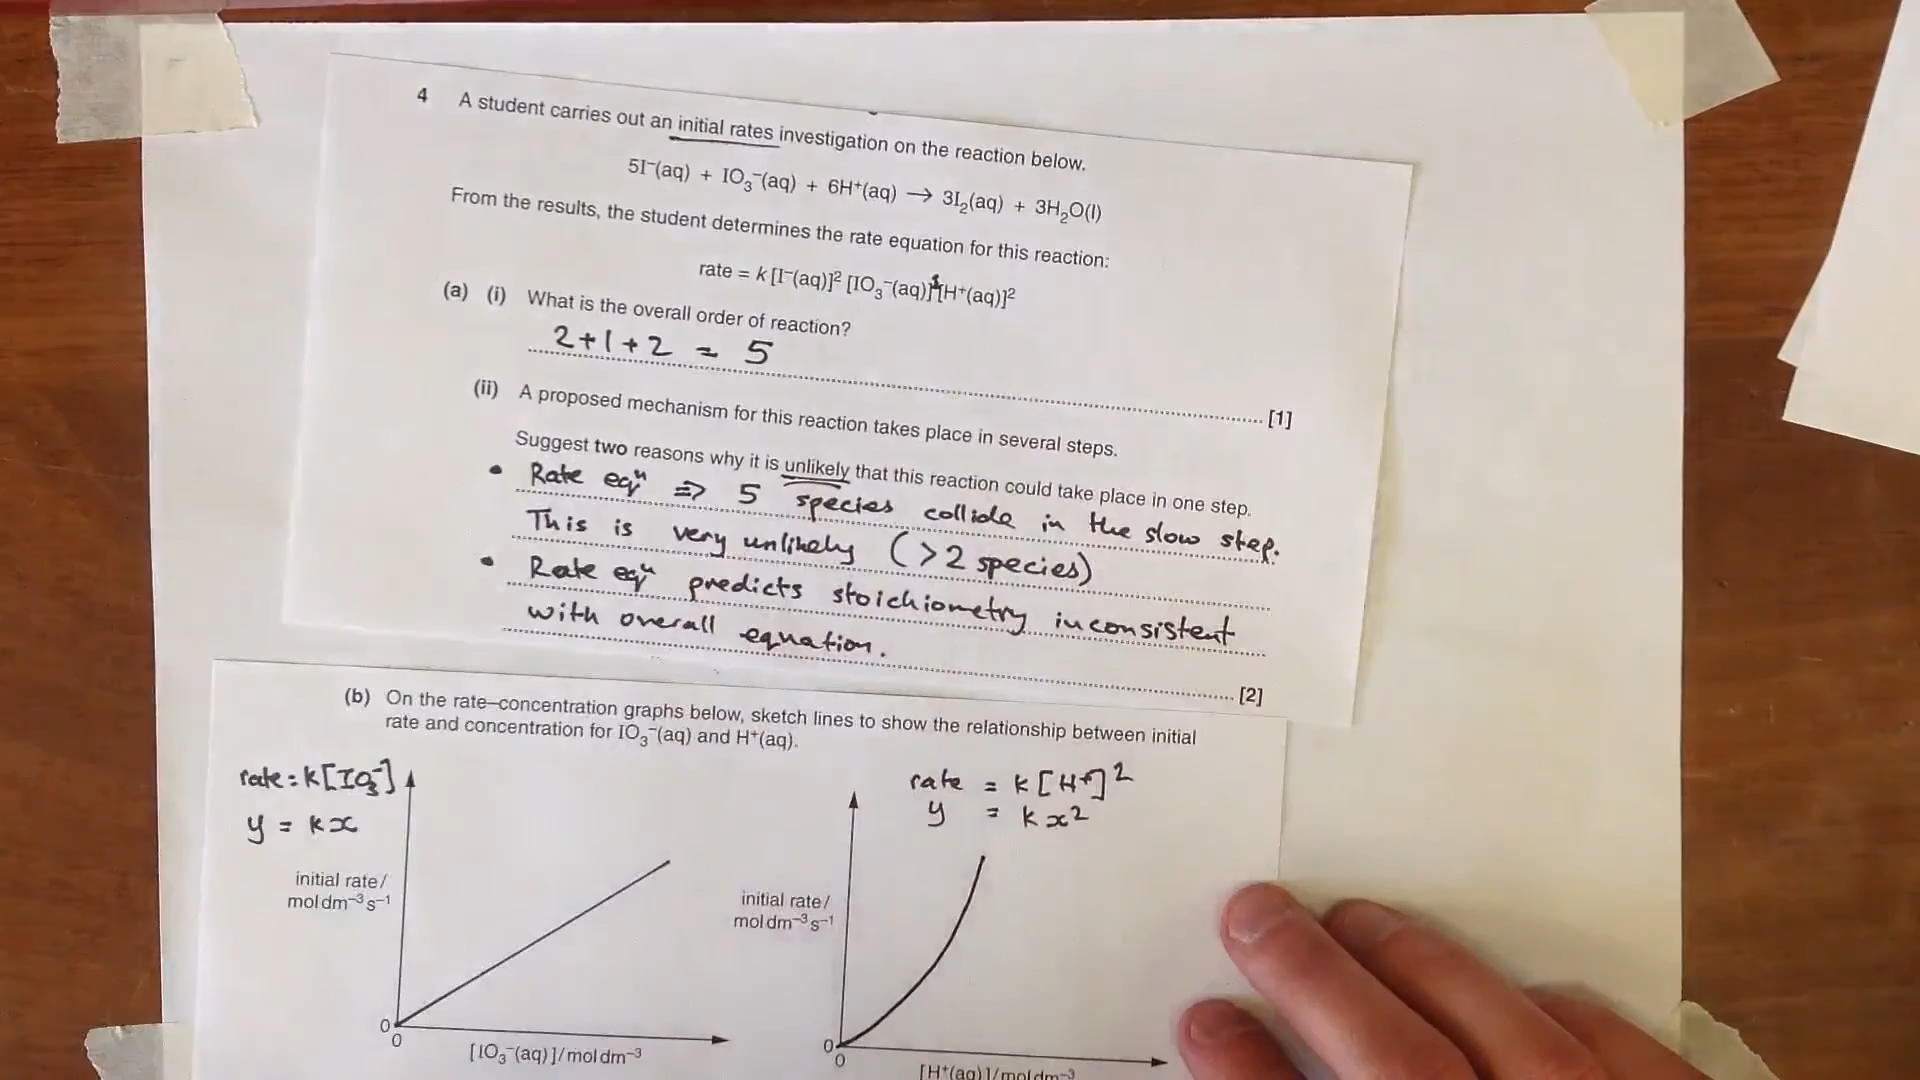 4 A student carries out an initial rates investigation on the reaction below.
5I⁻(aq) + IO₃⁻(aq) + 6H⁺(aq) → 3I₂(aq) + 3H₂O(l)
From the results, the student determines the rate equation for this reaction:
rate = k [I⁻(aq)]² [IO₃⁻(aq)]¹[H⁺(aq)]²
(a) (i) What is the overall order of reaction?
2+1+2 = 5
[1]
(ii) A proposed mechanism for this reaction takes place in several steps.
Suggest two reasons why it is unlikely that this reaction could take place in one step.
• Rate eqⁿ ⇒ 5 species collide in the slow step.
This is very unlikely (>2 species)
• Rate eqⁿ predicts stoichiometry inconsistent
with overall equation.
[2]
(b) On the rate–concentration graphs below, sketch lines to show the relationship between initial
rate and concentration for IO₃⁻(aq) and H⁺(aq).
rate = k[IO₃⁻]
y = kx
initial rate/
mol dm⁻³ s⁻¹
0
0
[IO₃⁻(aq)]/mol dm⁻³
rate = k[H⁺]²
y = kx²
initial rate/
mol dm⁻³ s⁻¹
0
0
[H⁺(aq)]/mol dm⁻³